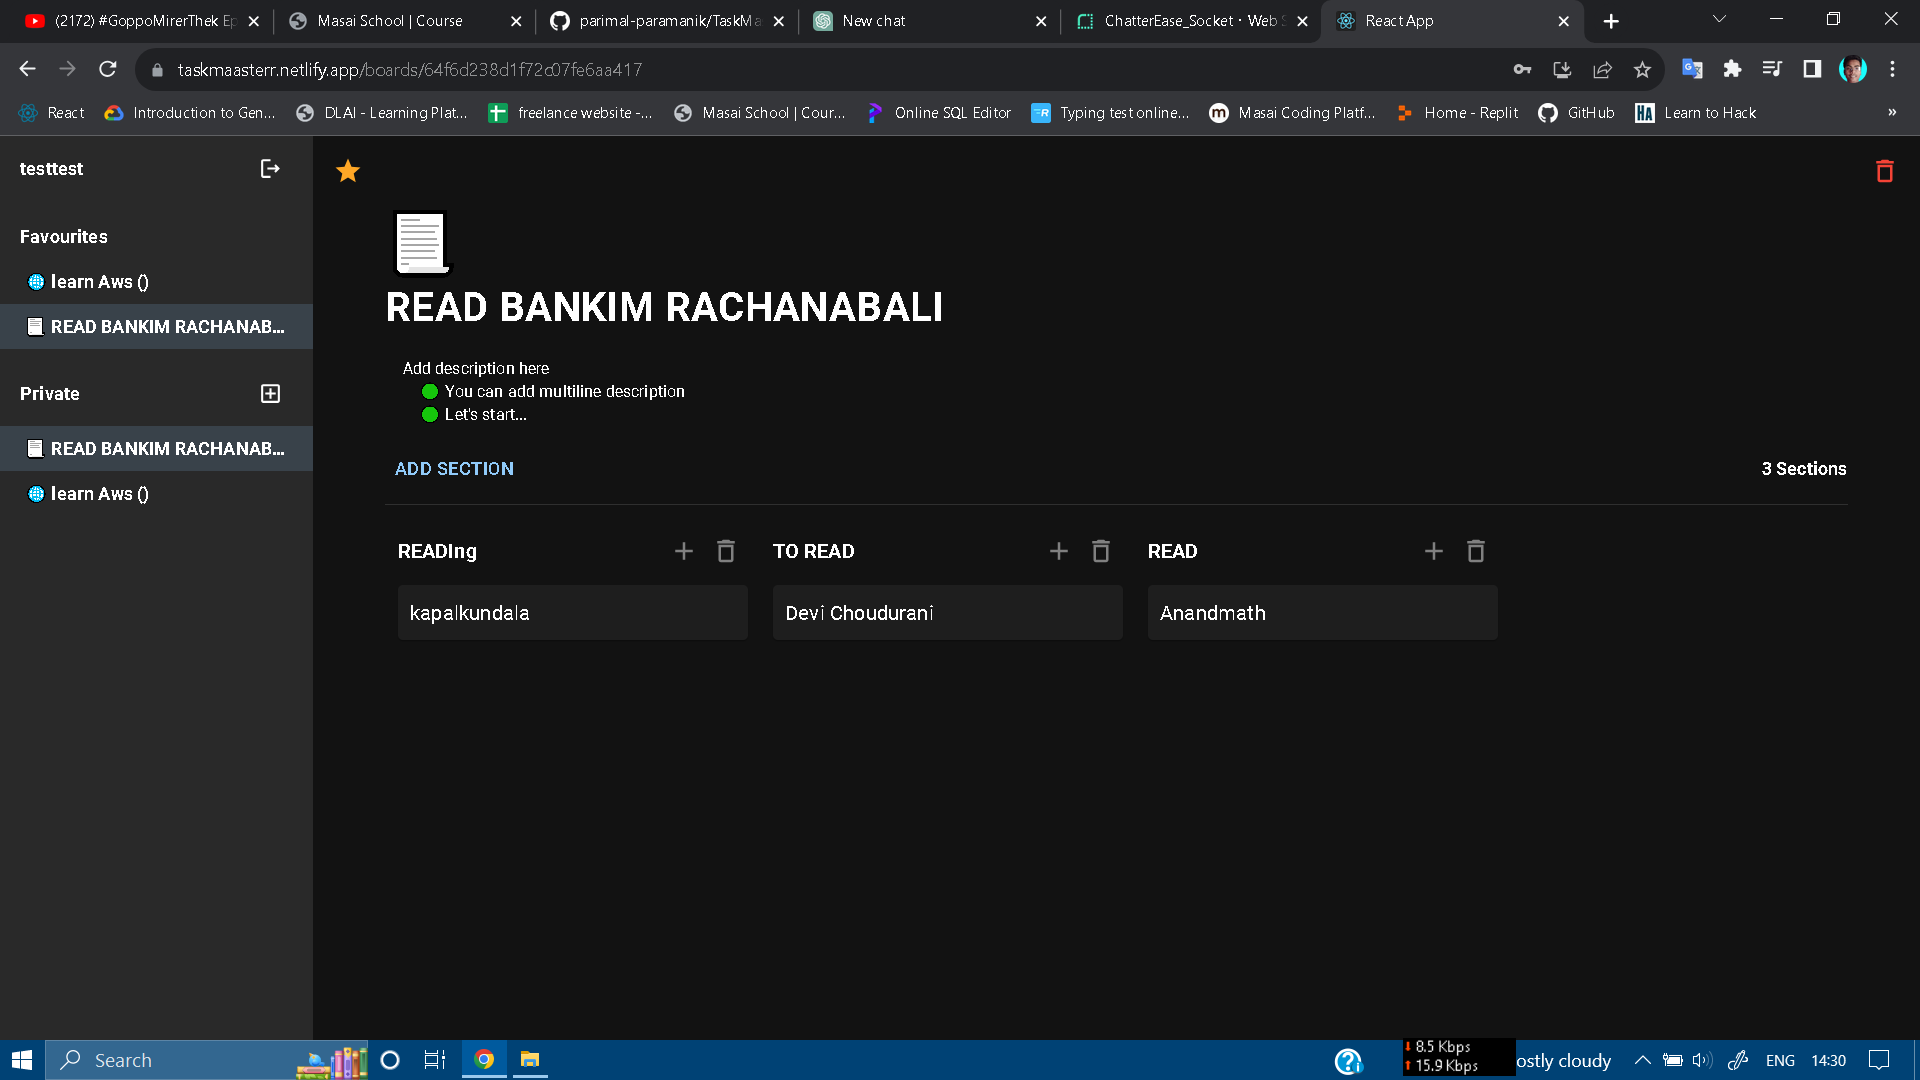 (2172) #GoppoMirerThek Ep
Masai School | Course
parimal-paramanik/TaskMa
New chat
ChatterEase_Socket · Web S
React App
taskmaasterr.netlify.app/boards/64f6d238d1f72c07fe6aa417
React
Introduction to Gen...
DLAI - Learning Plat...
freelance website -...
Masai School | Cour...
Online SQL Editor
Typing test online...
Masai Coding Platf...
Home - Replit
GitHub
HA Learn to Hack
»
testtest
Favourites
learn Aws ()
READ BANKIM RACHANAB...
Private
READ BANKIM RACHANAB...
learn Aws ()
READ BANKIM RACHANABALI
Add description here
You can add multiline description
Let's start...
ADD SECTION
3 Sections
READIng
TO READ
READ
kapalkundala
Devi Choudurani
Anandmath
Search
8.5 Kbps
15.9 Kbps
ostly cloudy
ENG
14:30